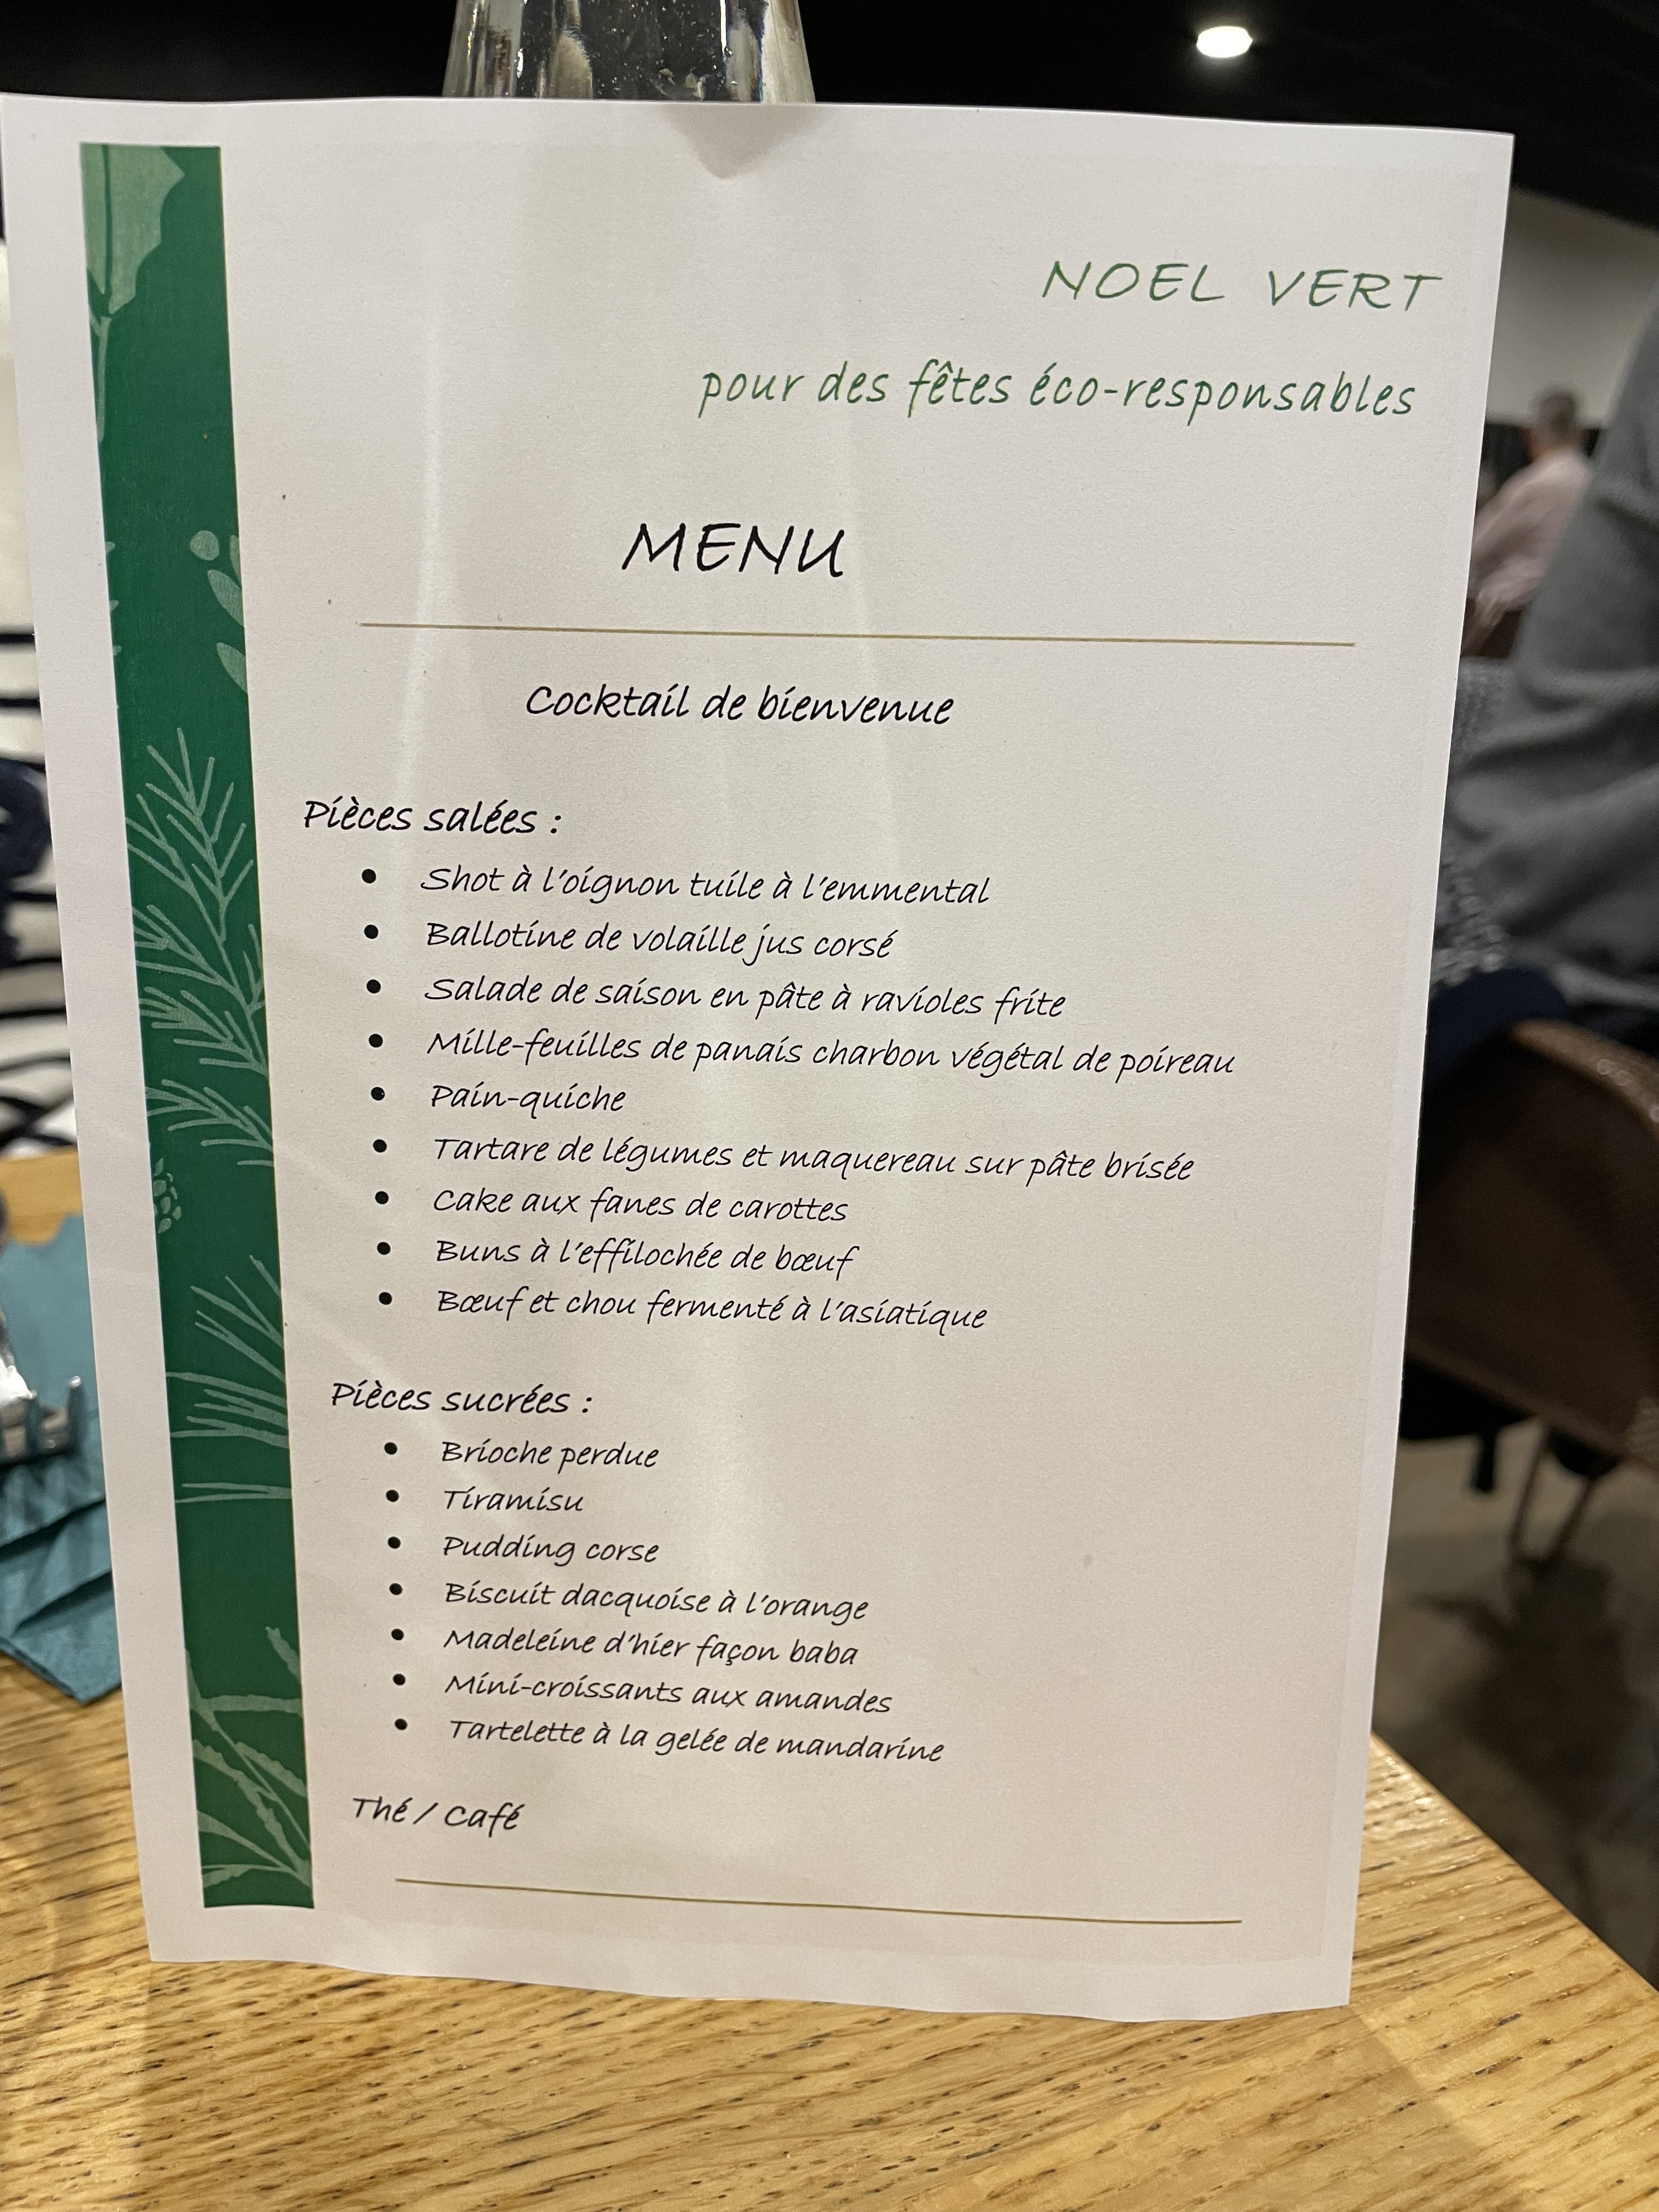 NOEL VERT
pour des fêtes éco-responsables
MENU
Cocktail de bienvenue
Pièces salées :
• Shot à l'oignon tuile à l'emmental
• Ballotine de volaille jus corsé
• Salade de saison en pâte à ravioles frite
• Mille-feuilles de panais charbon végétal de poireau
• Pain-quiche
• Tartare de légumes et maquereau sur pâte brisée
• Cake aux fanes de carottes
• Buns à l'effilochée de bœuf
• Bœuf et chou fermenté à l'asiatique
Pièces sucrées :
• Brioche perdue
• Tiramisu
• Pudding corse
• Biscuit dacquoise à l'orange
• Madeleine d'hier façon baba
• Mini-croissants aux amandes
• Tartelette à la gelée de mandarine
Thé / Café